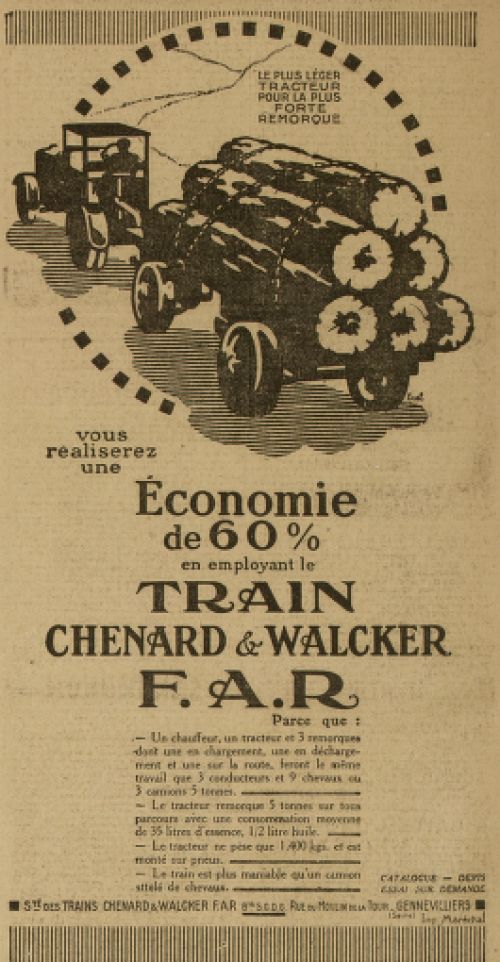 LE PLUS LÉGER
TRACTEUR
POUR LA PLUS
FORTE
REMORQUE
vous
réaliserez
une
Économie
de 60%
en employant le
TRAIN
CHENARD & WALCKER
F. A. R
Parce que :
— Un chauffeur, un tracteur et 3 remorques
dont une en chargement, une en décharge-
ment et une sur la route, feront le même
travail que 3 conducteurs et 9 chevaux ou
3 camions 5 tonnes.
— Le tracteur remorque 5 tonnes sur tous
parcours avec une consommation moyenne
de 35 litres d'essence, 1/2 litre huile.
— Le tracteur ne pèse que 1.400 kgs. et est
monté sur pneus.
— Le train est plus maniable qu'un camion
attelé de chevaux.
CATALOGUE — DEVIS
ESSAI SUR DEMANDE
Sté DES TRAINS CHENARD & WALCKER F.A.R Btés S.G.D.G. RUE DU MOULIN DE LA TOUR_GENNEVILLIERS
(Seine) Imp. Maréchal